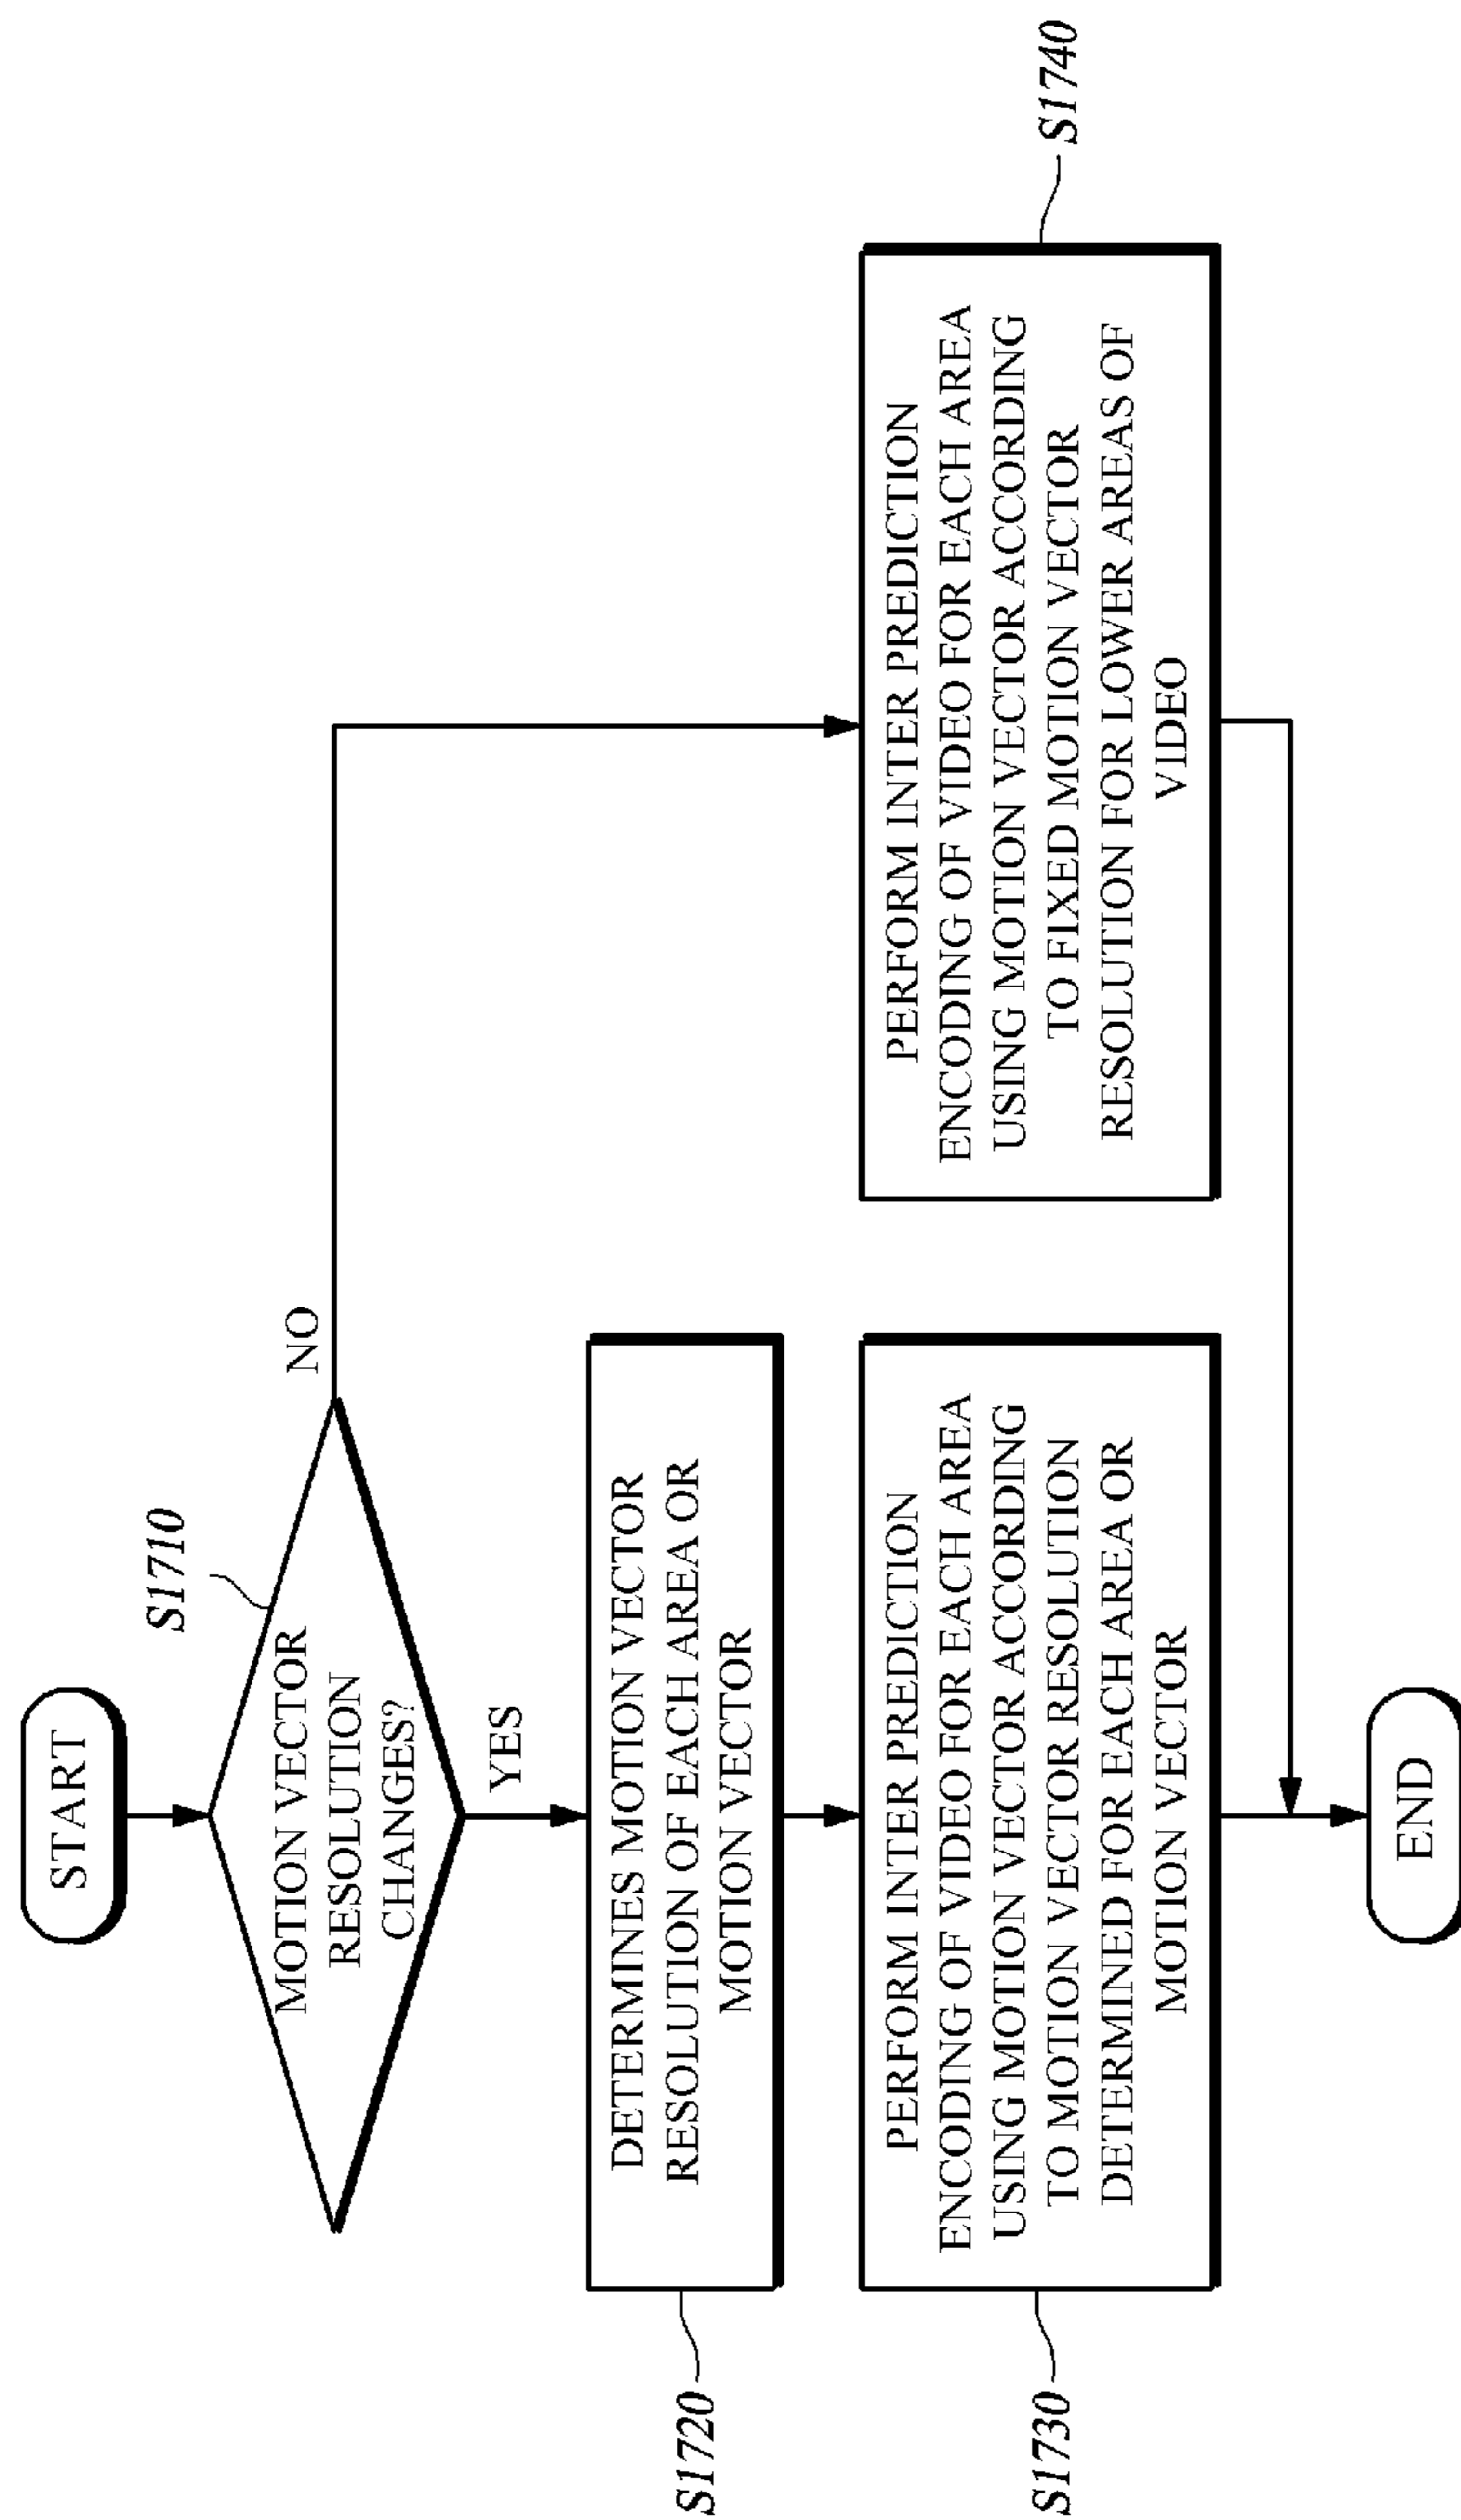 START
S1710
MOTION VECTOR
RESOLUTION
CHANGES?
NO
YES
S1720
DETERMINES MOTION VECTOR
RESOLUTION OF EACH AREA OR
MOTION VECTOR
S1730
PERFORM INTER PREDICTION
ENCODING OF VIDEO FOR EACH AREA
USING MOTION VECTOR ACCORDING
TO MOTION VECTOR RESOLUTION
DETERMINED FOR EACH AREA OR
MOTION VECTOR
S1740
PERFORM INTER PREDICTION
ENCODING OF VIDEO FOR EACH AREA
USING MOTION VECTOR ACCORDING
TO FIXED MOTION VECTOR
RESOLUTION FOR LOWER AREAS OF
VIDEO
END